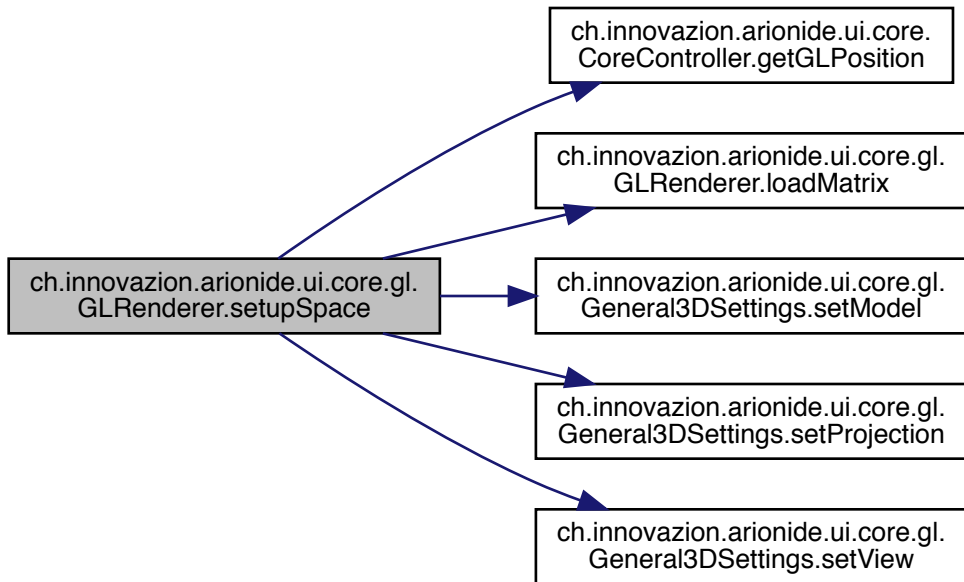 ch.innovazion.arionide.ui.core.
CoreController.getGLPosition
ch.innovazion.arionide.ui.core.gl.
GLRenderer.loadMatrix
ch.innovazion.arionide.ui.core.gl.
GLRenderer.setupSpace
ch.innovazion.arionide.ui.core.gl.
General3DSettings.setModel
ch.innovazion.arionide.ui.core.gl.
General3DSettings.setProjection
ch.innovazion.arionide.ui.core.gl.
General3DSettings.setView